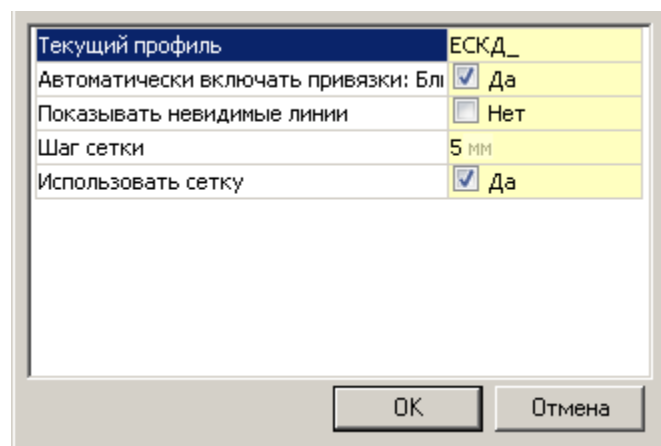 Текущий профиль ЕСКД_
Автоматически включать привязки: Да
Показывать невидимые линии Нет
Шаг сетки 5 мм
Использовать сетку Да
OK Отмена